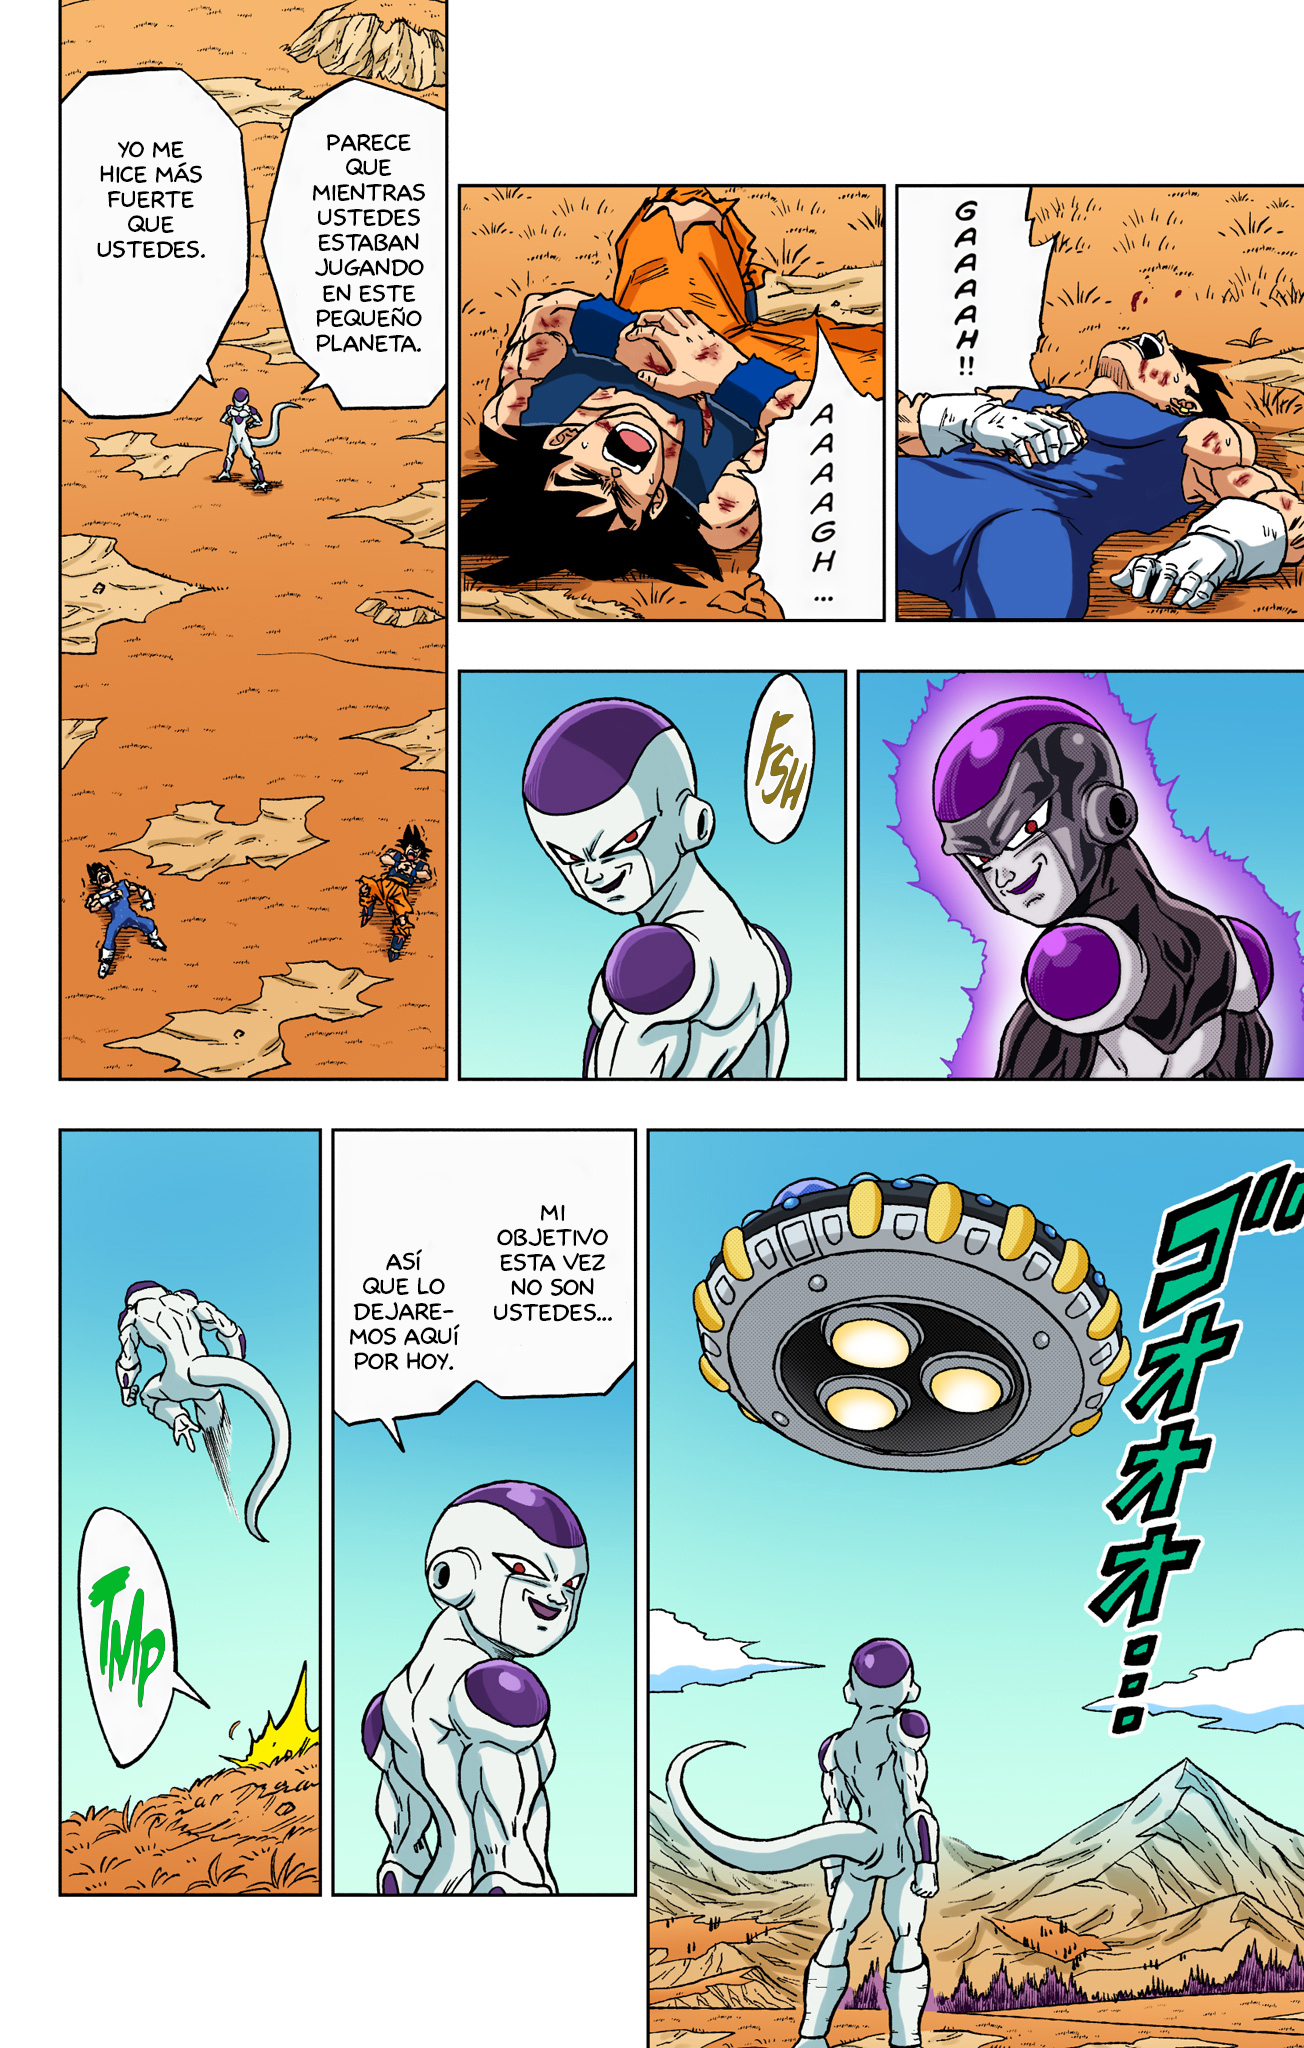 GAAAAH!!
AAAAGH...
PARECE
QUE
MIENTRAS
USTEDES
ESTABAN
JUGANDO
EN ESTE
PEQUEÑO
PLANETA.
YO ME
HICE MÁS
FUERTE
QUE
USTEDES.
FSH
ゴオオオオ...
MI
OBJETIVO
ESTA VEZ
NO SON
USTEDES...
ASÍ
QUE LO
DEJARE-
MOS AQUÍ
POR HOY.
TMP